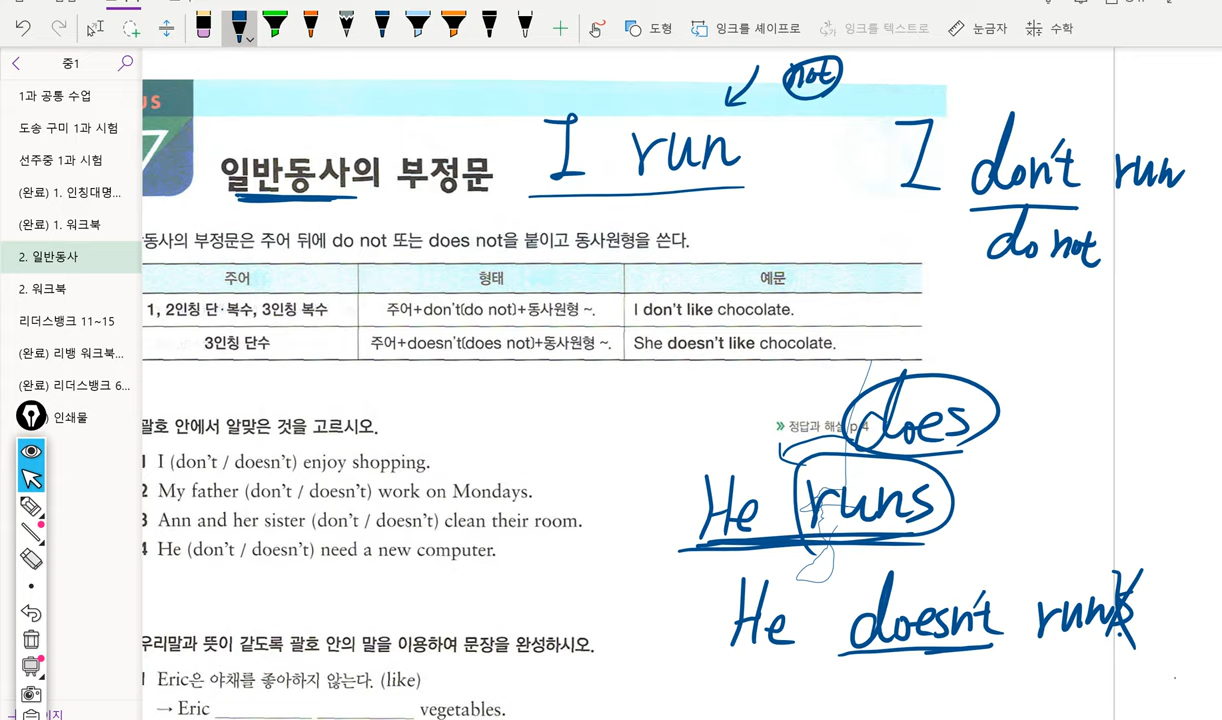 도형
잉크를 셰이프로
잉크를 텍스트로
눈금자
수학
중1
1과 공통 수업
도송 구미 1과 시험
선주중 1과 시험
(완료) 1. 인칭대명...
(완료) 1. 워크북
2. 일반동사
2. 워크북
리더스뱅크 11~15
(완료) 리뱅 워크북...
(완료) 리더스뱅크 6...
인쇄물
US
7
일반동사의 부정문
not
I run
I don't run
do not
동사의 부정문은 주어 뒤에 do not 또는 does not을 붙이고 동사원형을 쓴다.
주어 형태 예문
1, 2인칭 단·복수, 3인칭 복수 주어+don't(do not)+동사원형 ~. I don't like chocolate.
3인칭 단수 주어+doesn't(does not)+동사원형 ~. She doesn't like chocolate.
괄호 안에서 알맞은 것을 고르시오.
» 정답과 해설 p.4
does
1 I (don't / doesn't) enjoy shopping.
2 My father (don't / doesn't) work on Mondays.
3 Ann and her sister (don't / doesn't) clean their room.
4 He (don't / doesn't) need a new computer.
He runs
He doesn't runs
우리말과 뜻이 같도록 괄호 안의 말을 이용하여 문장을 완성하시오.
1 Eric은 야채를 좋아하지 않는다. (like)
→ Eric __________ __________ vegetables.